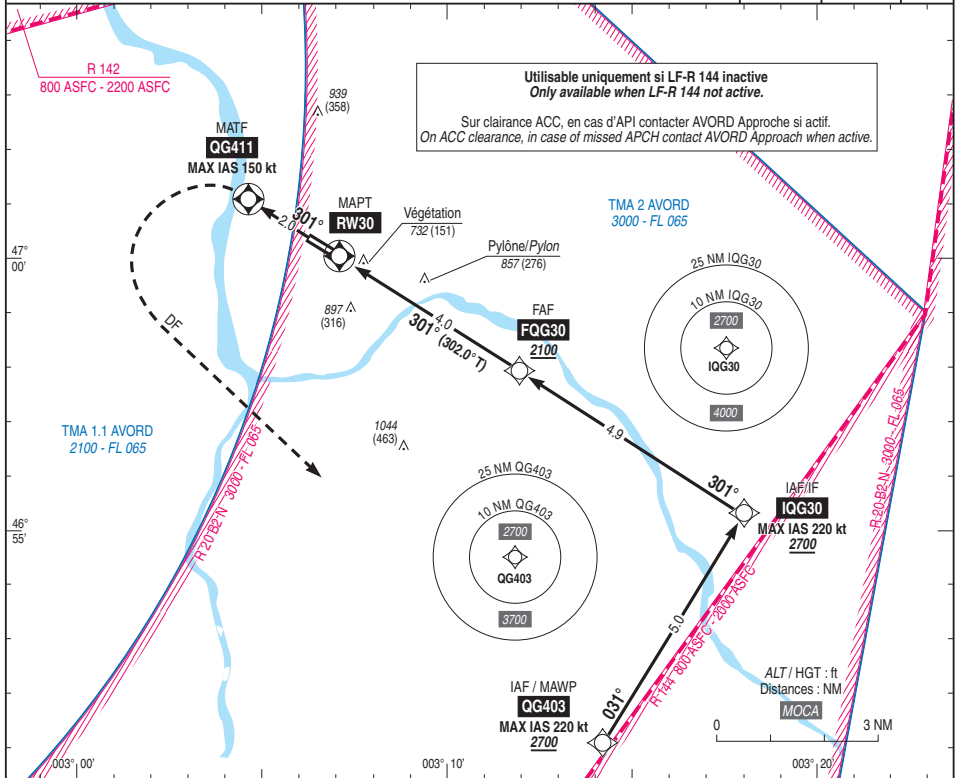 R 142
800 ASFC - 2200 ASFC
939
(358)
Utilisable uniquement si LF-R 144 inactive
Only available when LF-R 144 not active.
Sur clairance ACC, en cas d'API contacter AVORD Approche si actif.
On ACC clearance, in case of missed APCH contact AVORD Approach when active.
MATF
QG411
MAX IAS 150 kt
MAPT
RW30
301°
2.0
Végétation
732 (151)
Pylône/Pylon
857 (276)
TMA 2 AVORD
3000 - FL 065
47°
00'
25 NM IQG30
10 NM IQG30
2700
IQG30
4000
897
(316)
4.0
301° (302.0° T)
FAF
FQG30
2100
DF
TMA 1.1 AVORD
2100 - FL 065
1044
(463)
4.9
R 20 B2 N 3000 - FL 065
R 20 B2 N 3000 - FL 065
25 NM QG403
10 NM QG403
2700
QG403
3700
301°
IAF/IF
IQG30
MAX IAS 220 kt
2700
46°
55'
5.0
R 144 800 ASFC - 2000 ASFC
IAF / MAWP
QG403
MAX IAS 220 kt
2700
031°
ALT / HGT : ft
Distances : NM
MOCA
0 3 NM
003° 00'
003° 10'
003° 20'